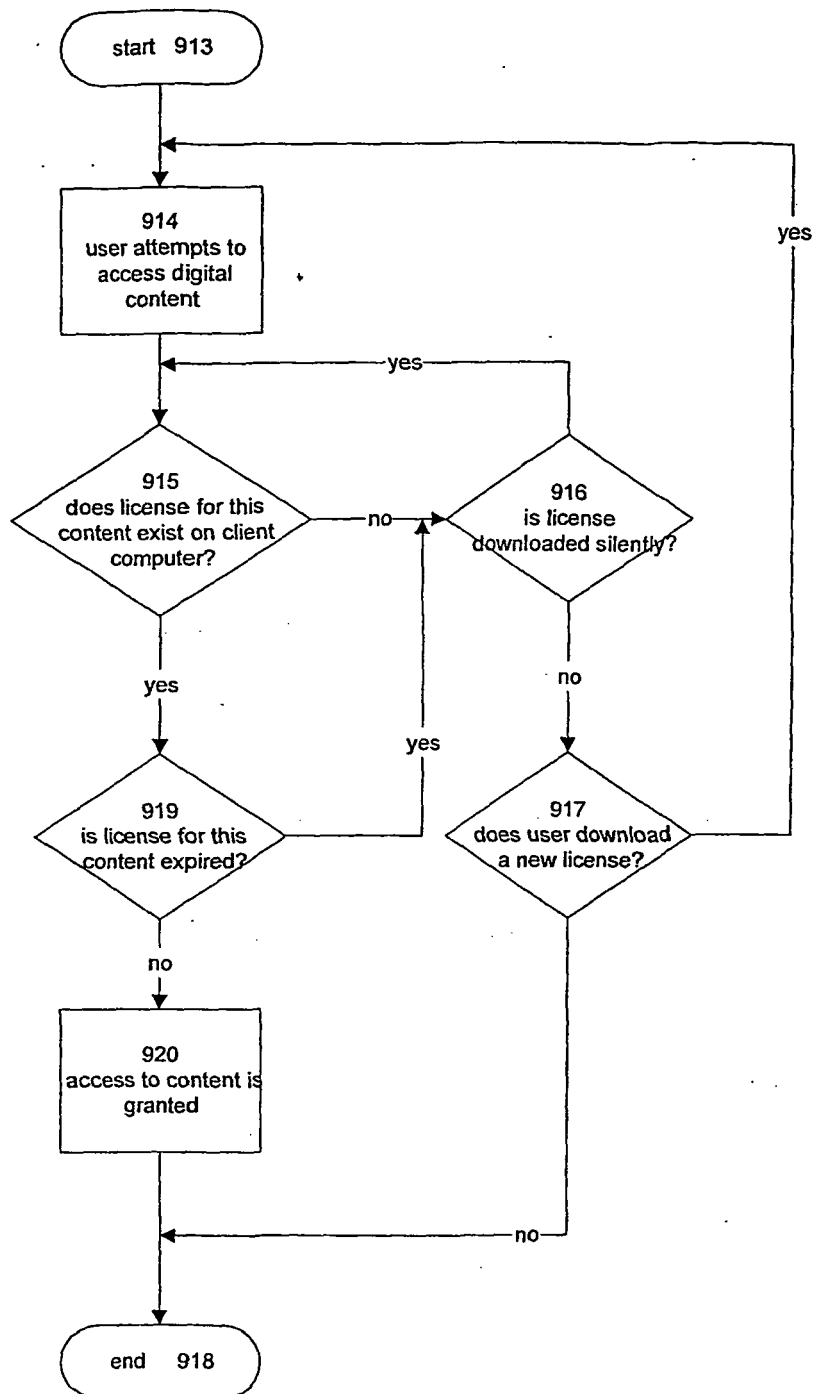 start 913
yes
914
user attempts to
access digital
content
yes
915
does license for this
content exist on client
computer?
no
916
is license
downloaded silently?
yes
no
yes
919
is license for this
content expired?
917
does user download
a new license?
no
920
access to content is
granted
no
end 918